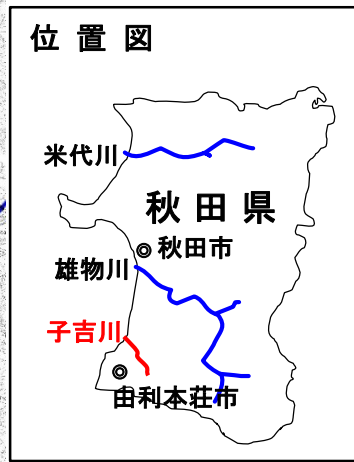 位置図
米代川
秋田県
秋田市
雄物川
子吉川
由利本荘市